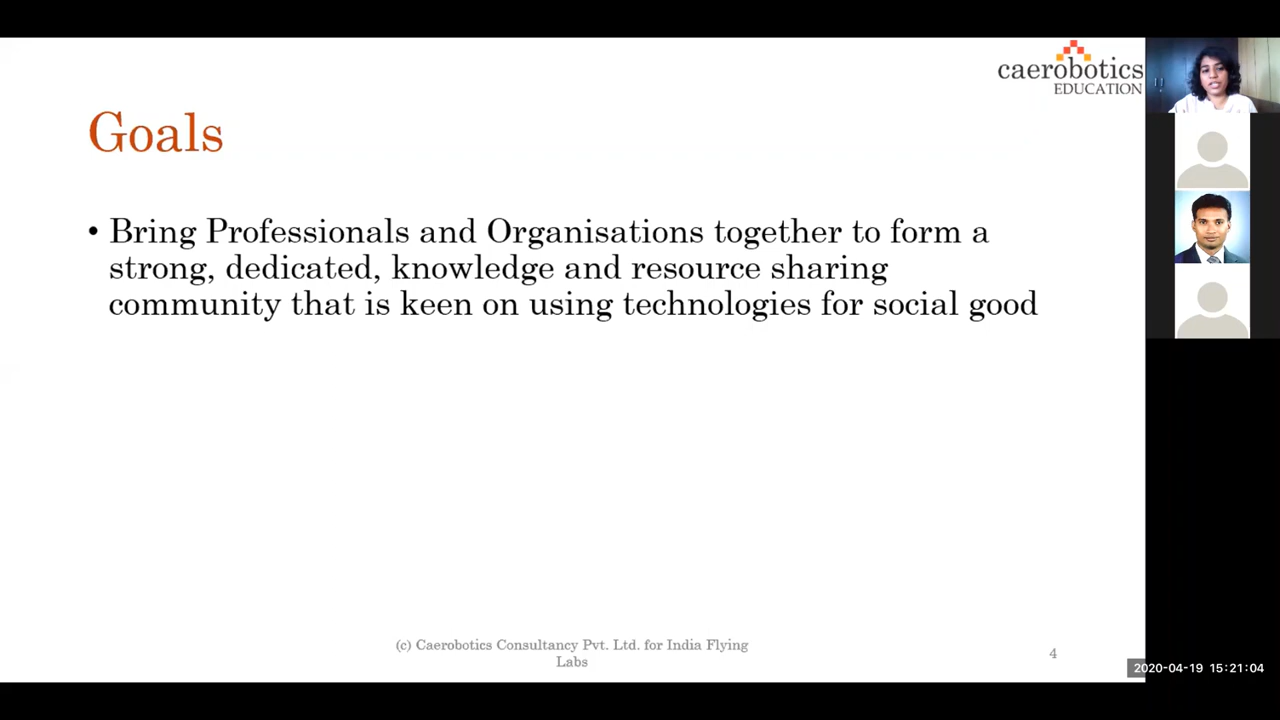 caerobotics
EDUCATION
Goals
• Bring Professionals and Organisations together to form a
strong, dedicated, knowledge and resource sharing
community that is keen on using technologies for social good
(c) Caerobotics Consultancy Pvt. Ltd. for India Flying
Labs
4
2020-04-19 15:21:04